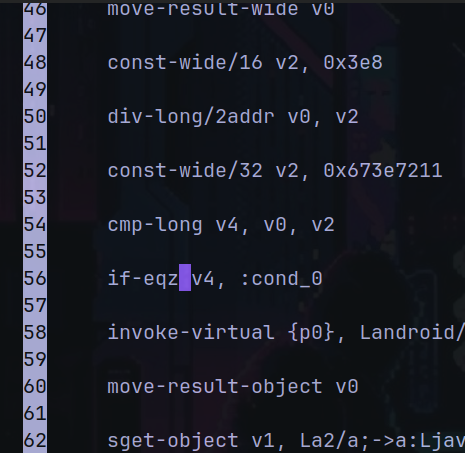 46 move-result-wide v0
47
48 const-wide/16 v2, 0x3e8
49
50 div-long/2addr v0, v2
51
52 const-wide/32 v2, 0x673e7211
53
54 cmp-long v4, v0, v2
55
56 if-eqz v4, :cond_0
57
58 invoke-virtual {p0}, Landroid/
59
60 move-result-object v0
61
62 sget-object v1, La2/a;->a:Ljav